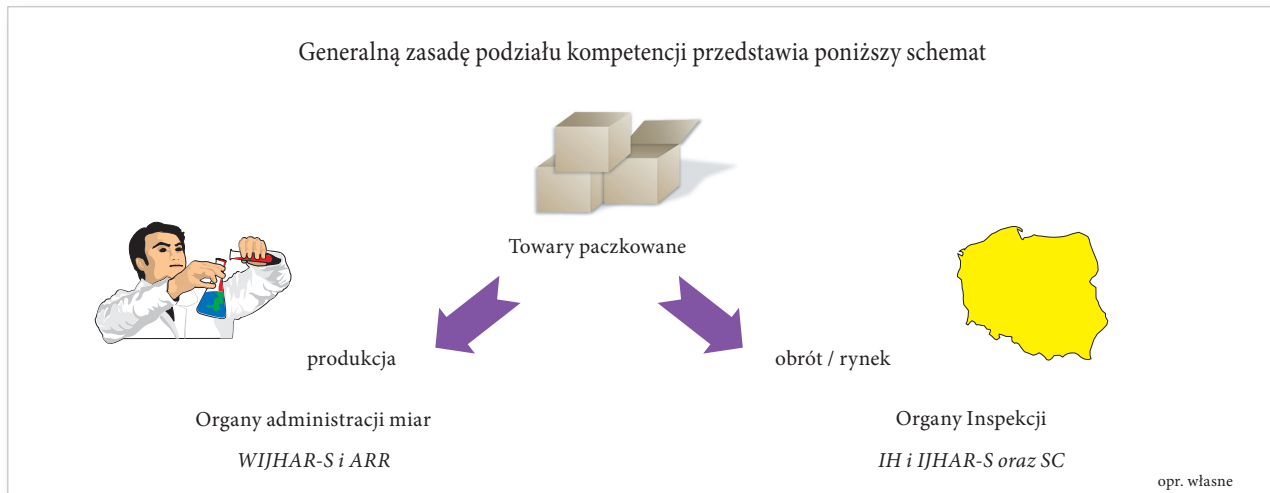 Generalną zasadę podziału kompetencji przedstawia poniższy schemat
Towary paczkowane
produkcja
obrót / rynek
Organy administracji miar
WIJHAR-S i ARR
Organy Inspekcji
IH i IJHAR-S oraz SC
opr. własne